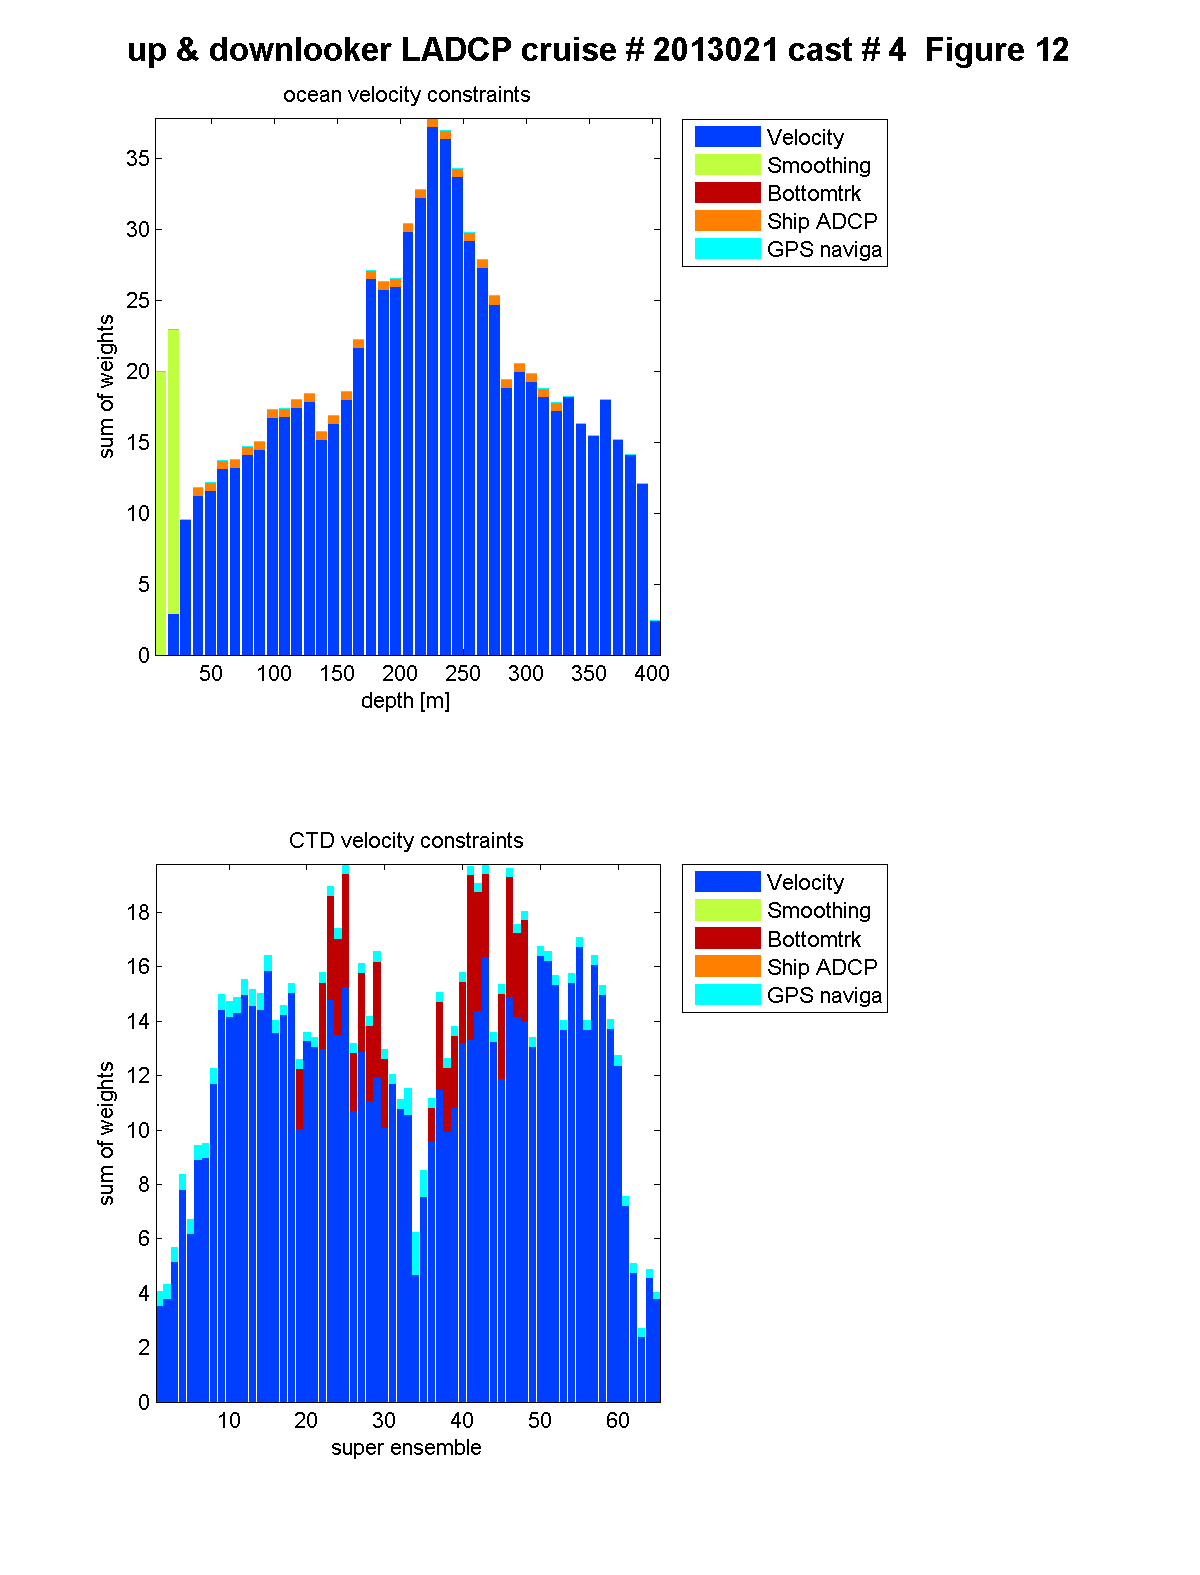 up & downlooker LADCP cruise # 2013021 cast # 4  Figure 12
ocean velocity constraints
35
30
25
20
15
10
5
0
sum of weights
50 100 150 200 250 300 350 400
depth [m]
Velocity
Smoothing
Bottomtrk
Ship ADCP
GPS naviga
CTD velocity constraints
18
16
14
12
10
8
6
4
2
0
sum of weights
10 20 30 40 50 60
super ensemble
Velocity
Smoothing
Bottomtrk
Ship ADCP
GPS naviga